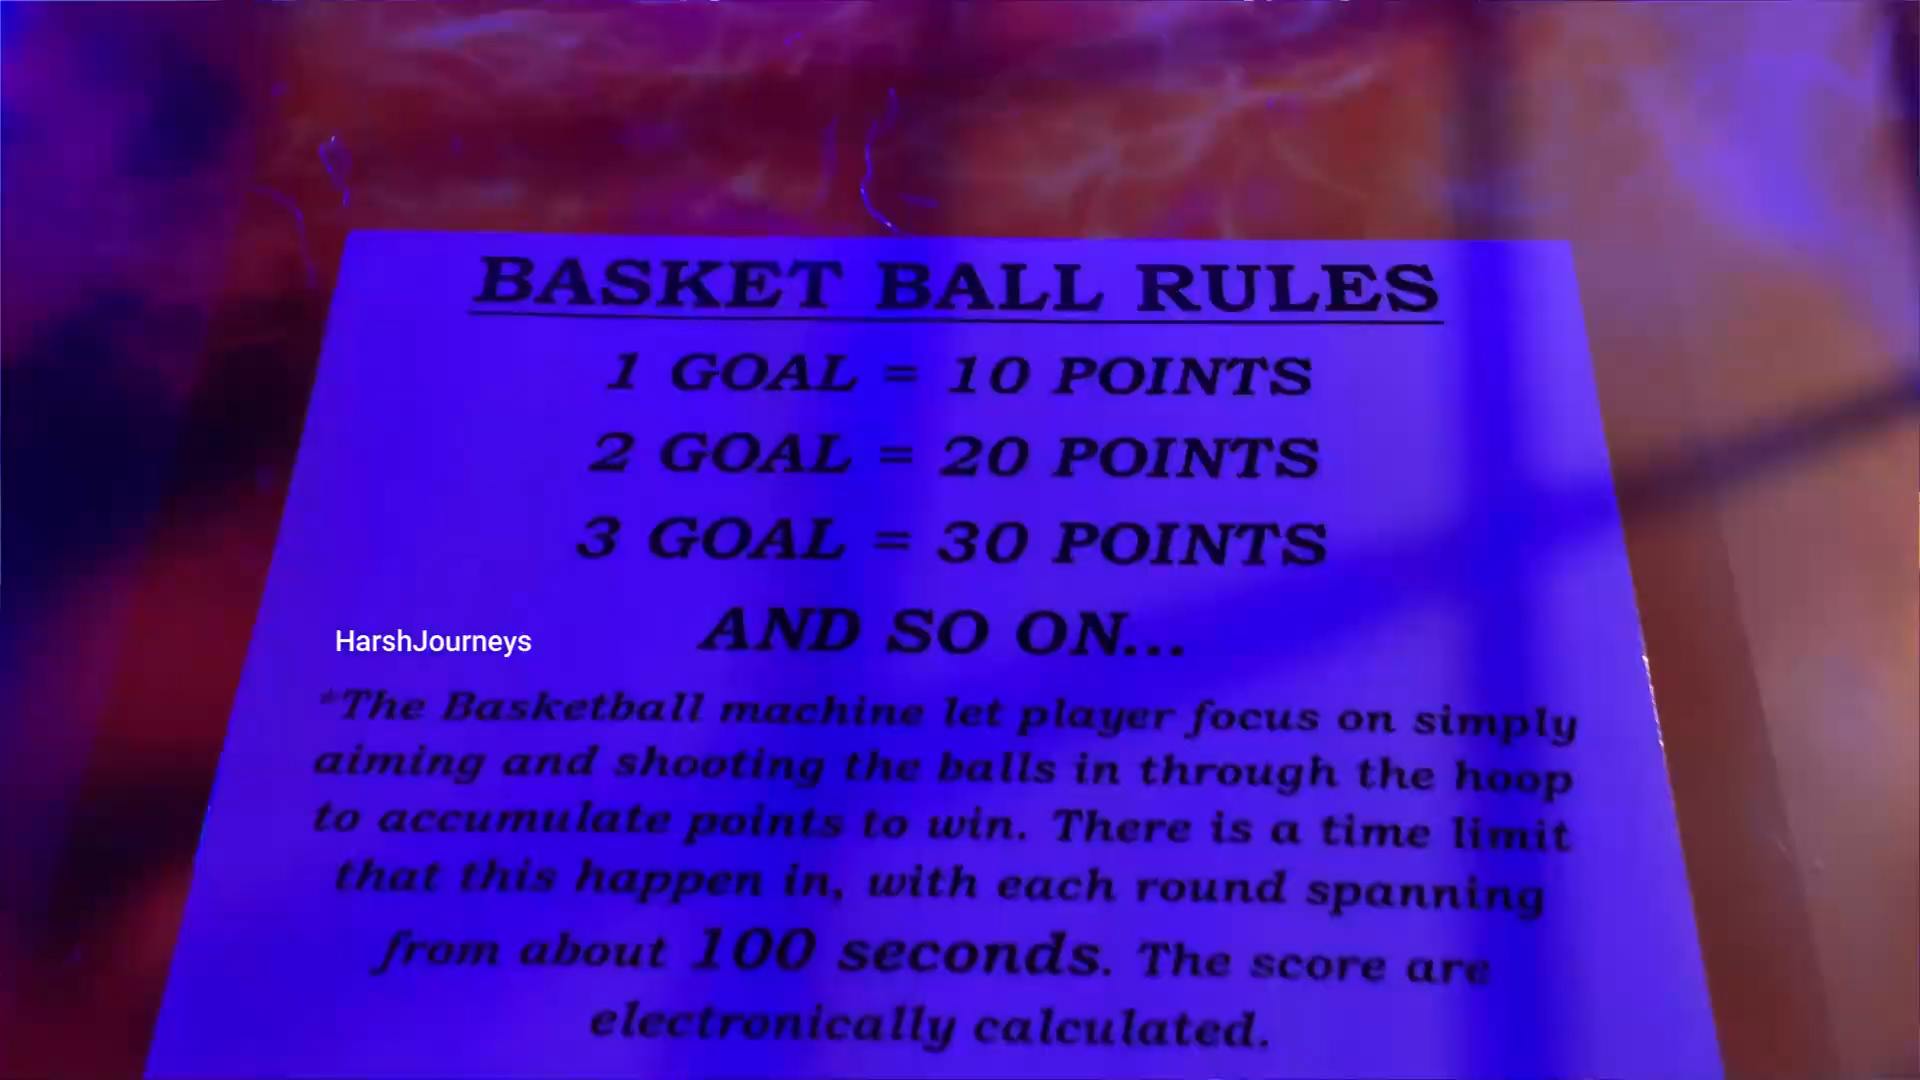 BASKET BALL RULES
1 GOAL = 10 POINTS
2 GOAL = 20 POINTS
3 GOAL = 30 POINTS
AND SO ON...
HarshJourneys
*The Basketball machine let player focus on simply
aiming and shooting the balls in through the hoop
to accumulate points to win. There is a time limit
that this happen in, with each round spanning
from about 100 seconds. The score are
electronically calculated.